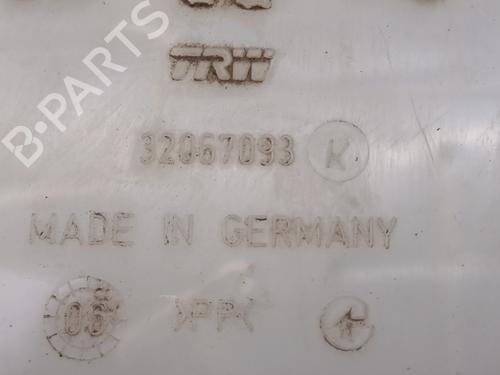 B-PARTS
TRW
32067093 K
MADE IN GERMANY
06 >PP<